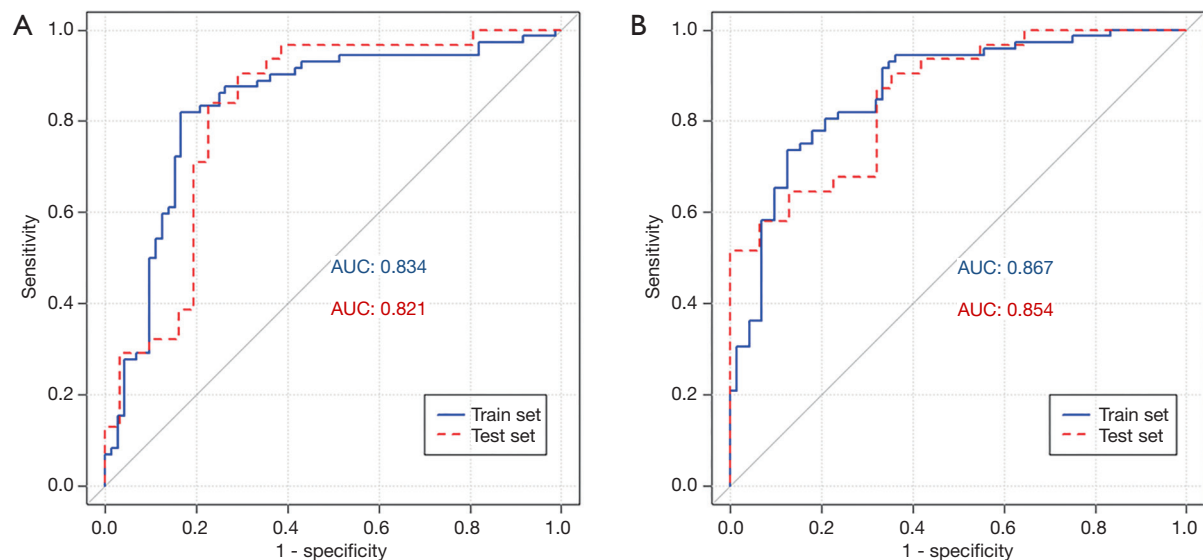 A
1.0
0.8
0.6
0.4
0.2
0.0
Sensitivity
AUC: 0.834
AUC: 0.821
Train set
Test set
0.0 0.2 0.4 0.6 0.8 1.0
1 - specificity
B
1.0
0.8
0.6
0.4
0.2
0.0
Sensitivity
AUC: 0.867
AUC: 0.854
Train set
Test set
0.0 0.2 0.4 0.6 0.8 1.0
1 - specificity